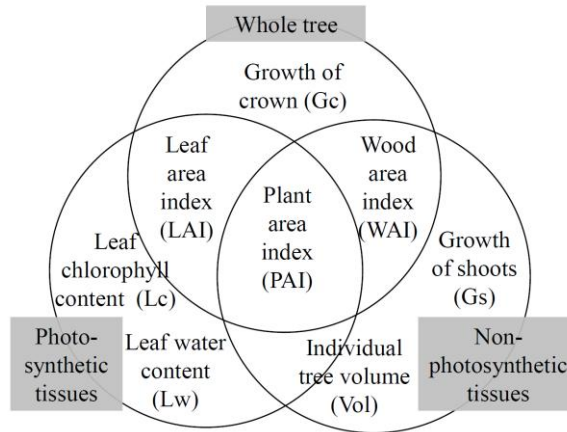 Whole tree
Growth of
crown (Gc)
Leaf
area
index
(LAI)
Wood
area
index
(WAI)
Plant
area
index
(PAI)
Leaf
chlorophyll
content (Lc)
Growth
of shoots
(Gs)
Photo-
synthetic
tissues
Leaf water
content
(Lw)
Individual
tree volume
(Vol)
Non-
photosynthetic
tissues